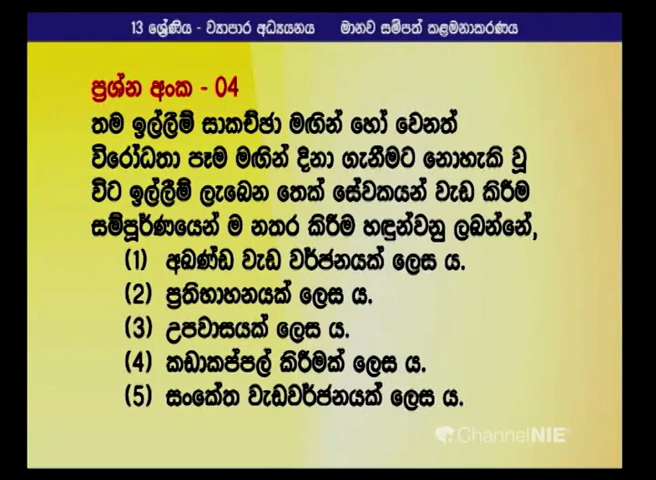 13 ශ්‍රේණිය - ව්‍යාපාර අධ්‍යයනය මානව සම්පත් කළමනාකරණය
ප්‍රශ්න අංක - 04
තම ඉල්ලීම් සාකච්ඡා මඟින් හෝ වෙනත්
විරෝධතා පෑම මඟින් දිනා ගැනීමට නොහැකි වූ
විට ඉල්ලීම් ලැබෙන තෙක් සේවකයන් වැඩ කිරීම
සම්පූර්ණයෙන් ම නතර කිරීම හඳුන්වනු ලබන්නේ,
(1) අඛණ්ඩ වැඩ වර්ජනයක් ලෙස ය.
(2) ප්‍රතිභාහනයක් ලෙස ය.
(3) උපවාසයක් ලෙස ය.
(4) කඩාකප්පල් කිරීමක් ලෙස ය.
(5) සංකේත වැඩවර්ජනයක් ලෙස ය.
ChannelNIE